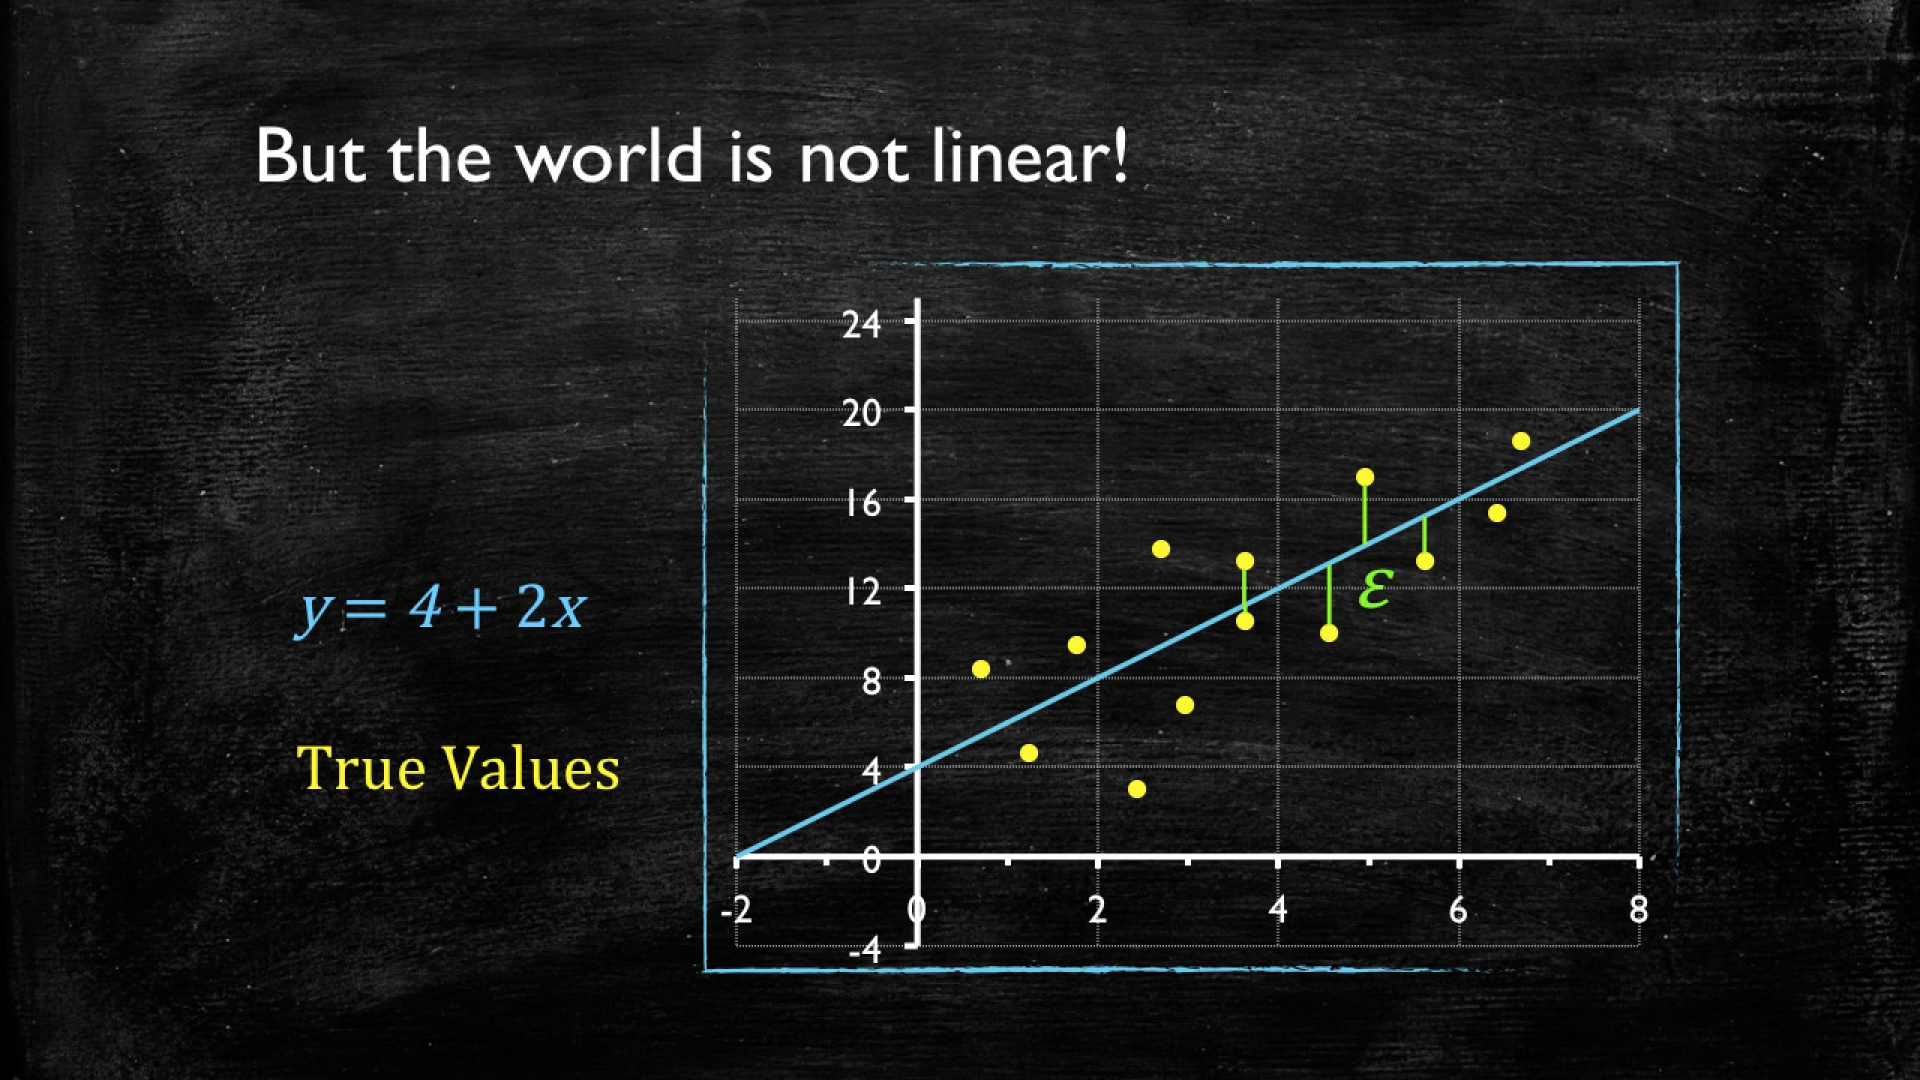 But the world is not linear!
24
20
16
12
8
4
0
-4
-2 0 2 4 6 8
ε
y = 4 + 2x
True Values